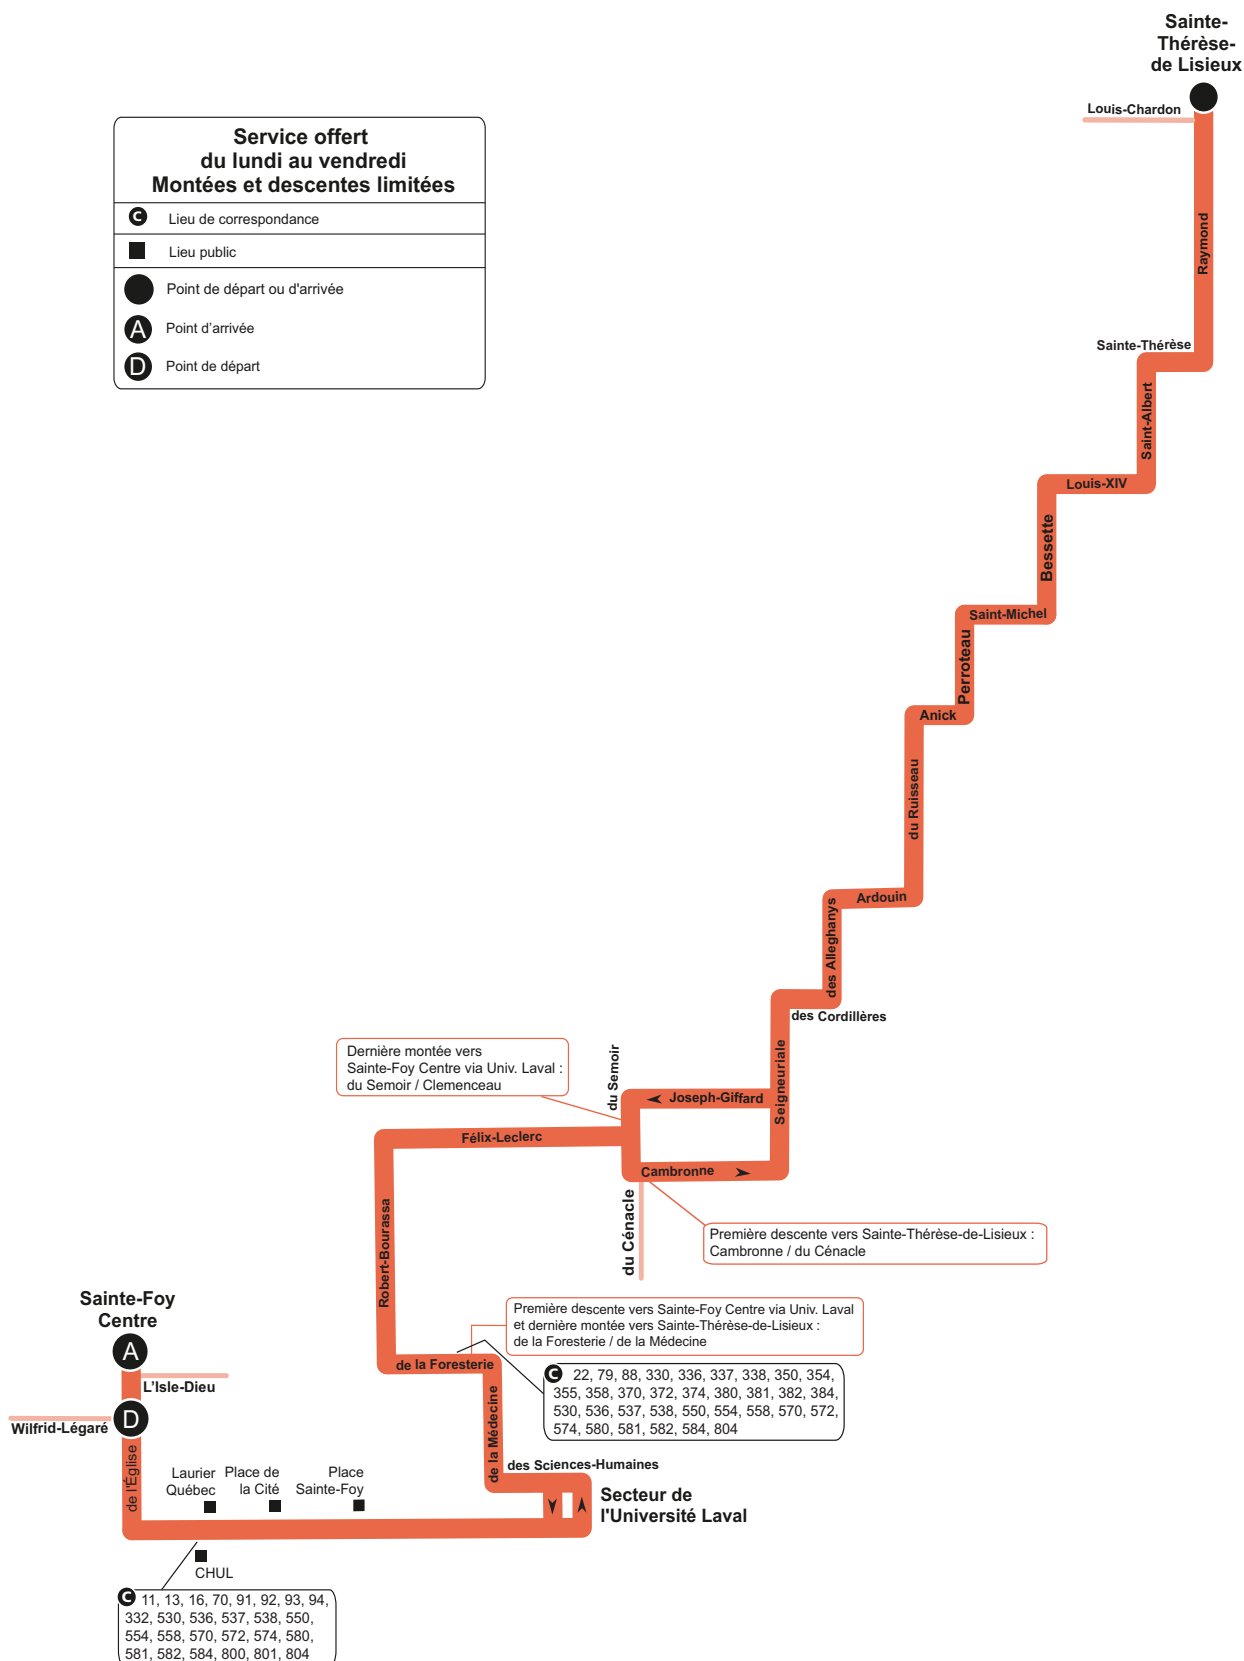 Sainte-
Thérèse-
de Lisieux
Louis-Chardon
Service offert
du lundi au vendredi
Montées et descentes limitées
C Lieu de correspondance
Lieu public
Point de départ ou d'arrivée
A Point d'arrivée
D Point de départ
Raymond
Sainte-Thérèse
Saint-Albert
Louis-XIV
Bessette
Saint-Michel
Perroteau
Anick
du Ruisseau
Ardouin
des Alleghanys
des Cordillères
Seigneuriale
Dernière montée vers
Sainte-Foy Centre via Univ. Laval :
du Semoir / Clemenceau
du Semoir
Joseph-Giffard
Félix-Leclerc
Cambronne
du Cénacle
Première descente vers Sainte-Thérèse-de-Lisieux :
Cambronne / du Cénacle
Robert-Bourassa
Première descente vers Sainte-Foy Centre via Univ. Laval
et dernière montée vers Sainte-Thérèse-de-Lisieux :
de la Foresterie / de la Médecine
de la Foresterie
C 22, 79, 88, 330, 336, 337, 338, 350, 354,
355, 358, 370, 372, 374, 380, 381, 382, 384,
530, 536, 537, 538, 550, 554, 558, 570, 572,
574, 580, 581, 582, 584, 804
de la Médecine
des Sciences-Humaines
Secteur de
l'Université Laval
Sainte-Foy
Centre
A
L'Isle-Dieu
D
Wilfrid-Légaré
de l'Église
Laurier
Québec
Place de
la Cité
Place
Sainte-Foy
CHUL
C 11, 13, 16, 70, 91, 92, 93, 94,
332, 530, 536, 537, 538, 550,
554, 558, 570, 572, 574, 580,
581, 582, 584, 800, 801, 804